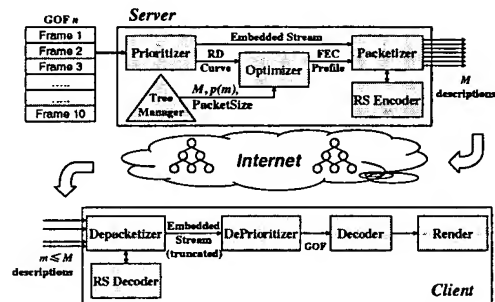 GOF n
Frame 1
Frame 2
Frame 3
.....
.....
Frame 10
Server
Prioritizer
Embedded Stream
RD
Curve
Optimizer
FEC
Profile
Packetizer
Tree
Manager
M, p(m),
PacketSize
RS Encoder
M
descriptions
Internet
m ≤ M
descriptions
Depacketizer
Embedded
Stream
(truncated)
DePrioritizer
GOF
Decoder
Render
RS Decoder
Client